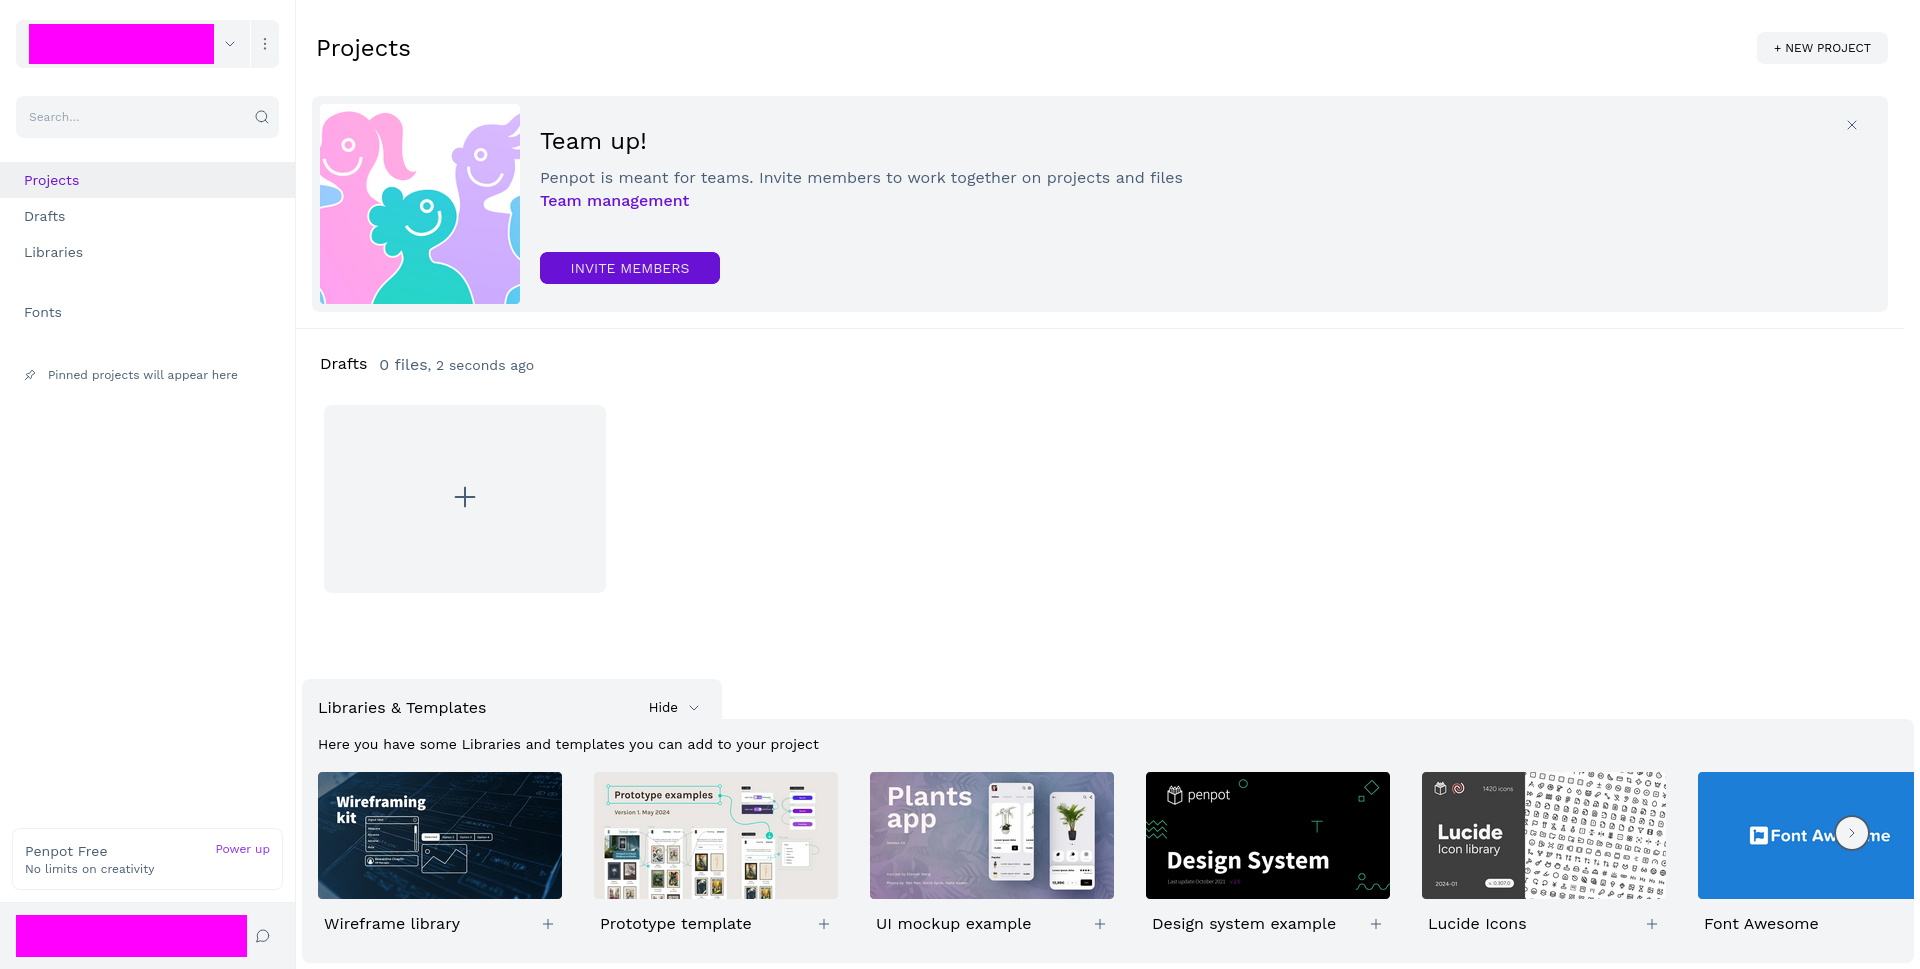 Search...
Projects
Drafts
Libraries
Fonts
Pinned projects will appear here
Penpot Free
Power up
No limits on creativity
Projects
+ NEW PROJECT
Team up!
Penpot is meant for teams. Invite members to work together on projects and files
Team management
INVITE MEMBERS
Drafts 0 files, 2 seconds ago
Libraries & Templates
Hide
Here you have some Libraries and templates you can add to your project
Wireframing
kit
Wireframe library
Prototype examples
Version 1. May 2024
Prototype template
Plants
app
UI mockup example
penpot
Design System
Last update October 2021
Design system example
1420 icons
Lucide
Icon library
2024-01
Lucide Icons
Font
Font Awesome